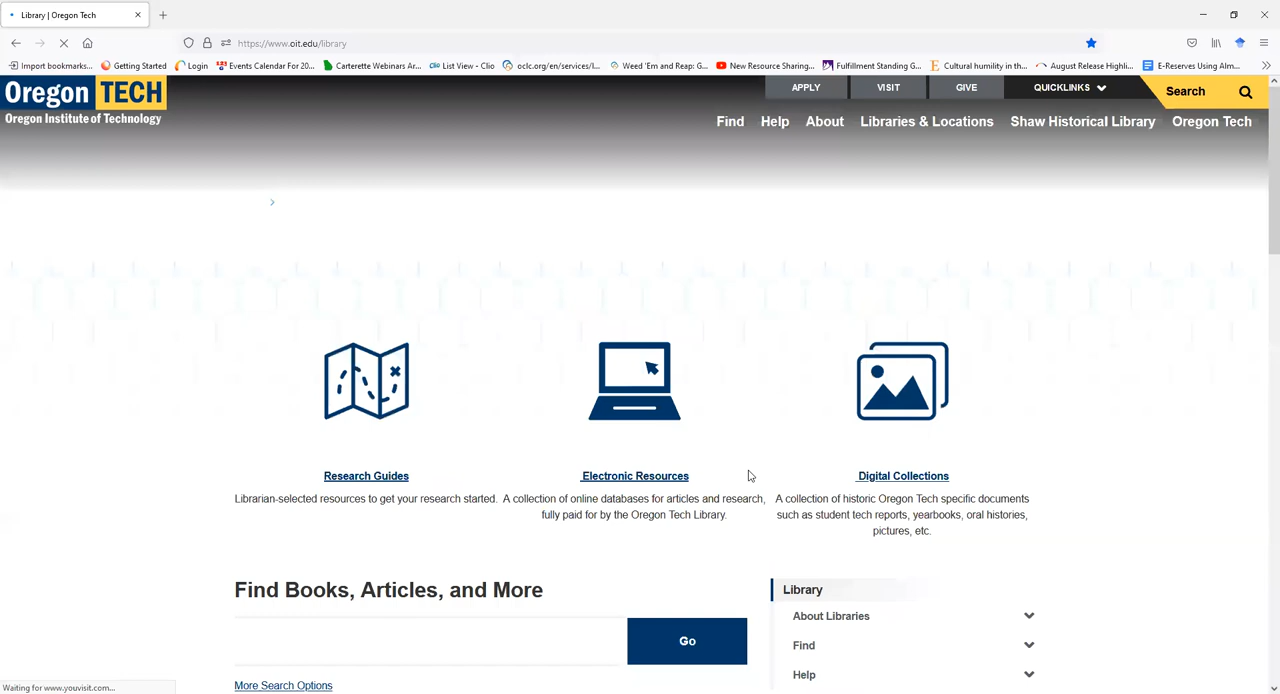 Library | Oregon Tech
https://www.oit.edu/library
Import bookmarks... Getting Started Login Events Calendar For 20... Carterette Webinars Ar... List View - Clio oclc.org/en/services/l... Weed 'Em and Reap: G... New Resource Sharing... Fulfillment Standing G... Cultural humility in th... August Release Highli... E-Reserves Using Alm...
Oregon TECH
Oregon Institute of Technology
APPLY VISIT GIVE QUICKLINKS Search
Find Help About Libraries & Locations Shaw Historical Library Oregon Tech
Research Guides
Librarian-selected resources to get your research started.
Electronic Resources
A collection of online databases for articles and research,
fully paid for by the Oregon Tech Library.
Digital Collections
A collection of historic Oregon Tech specific documents
such as student tech reports, yearbooks, oral histories,
pictures, etc.
Find Books, Articles, and More
Go
More Search Options
Library
About Libraries
Find
Help
Waiting for www.youvisit.com...